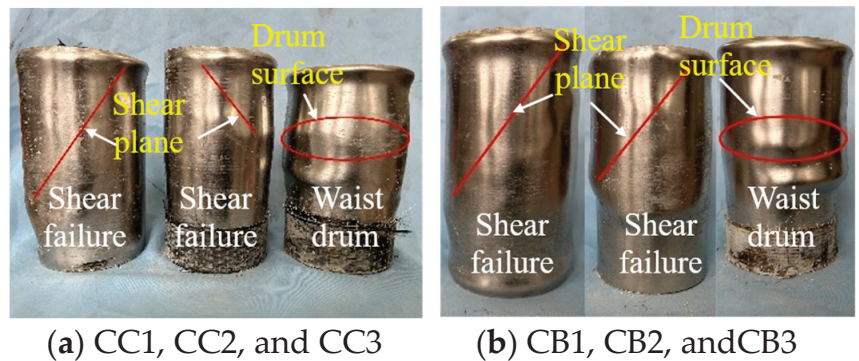 Drum
surface
Shear
plane
Shear
failure
Shear
failure
Waist
drum
Shear
plane
Drum
surface
Shear
failure
Shear
failure
Waist
drum
(a) CC1, CC2, and CC3
(b) CB1, CB2, andCB3